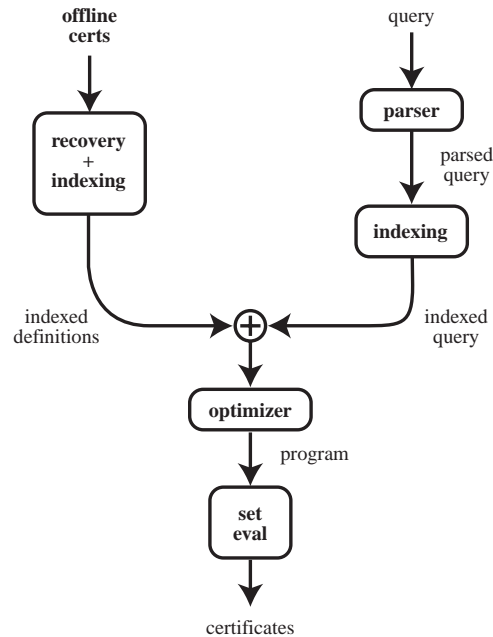 offline
certs
query
parser
recovery
+
indexing
parsed
query
indexing
indexed
definitions
+
indexed
query
optimizer
program
set
eval
certificates